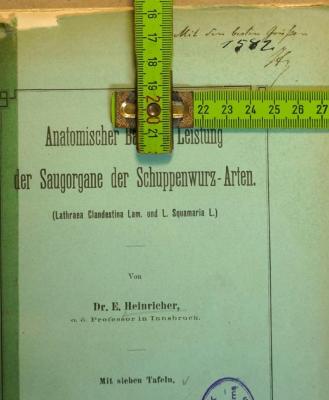 Mit den besten Grüßen
1582.
16
17
18
19
20
21
22 23 24 25 26 27
Anatomischer Ba Leistung
der Saugorgane der Schuppenwurz-Arten.
(Lathraea Clandestina Lam. und L. Squamaria L.)
Von
Dr. E. Heinricher,
o. ö. Professor in Innsbruck.
Mit sieben Tafeln.